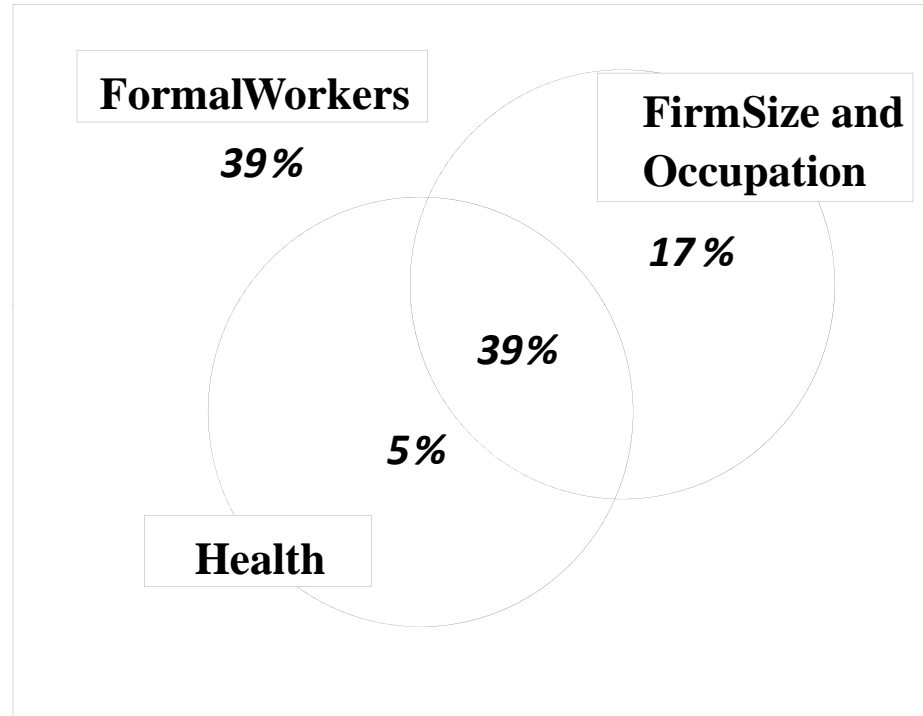 FormalWorkers
39%
FirmSize and
Occupation
17%
39%
5%
Health